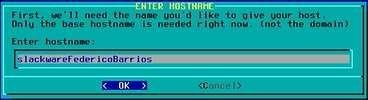 ENTER HOSTNAME
First, we'll need the name you'd like to give your host.
Only the base hostname is needed right now. (not the domain)
Enter hostname:
slackwareFedericoBarrios
< OK > <Cancel>